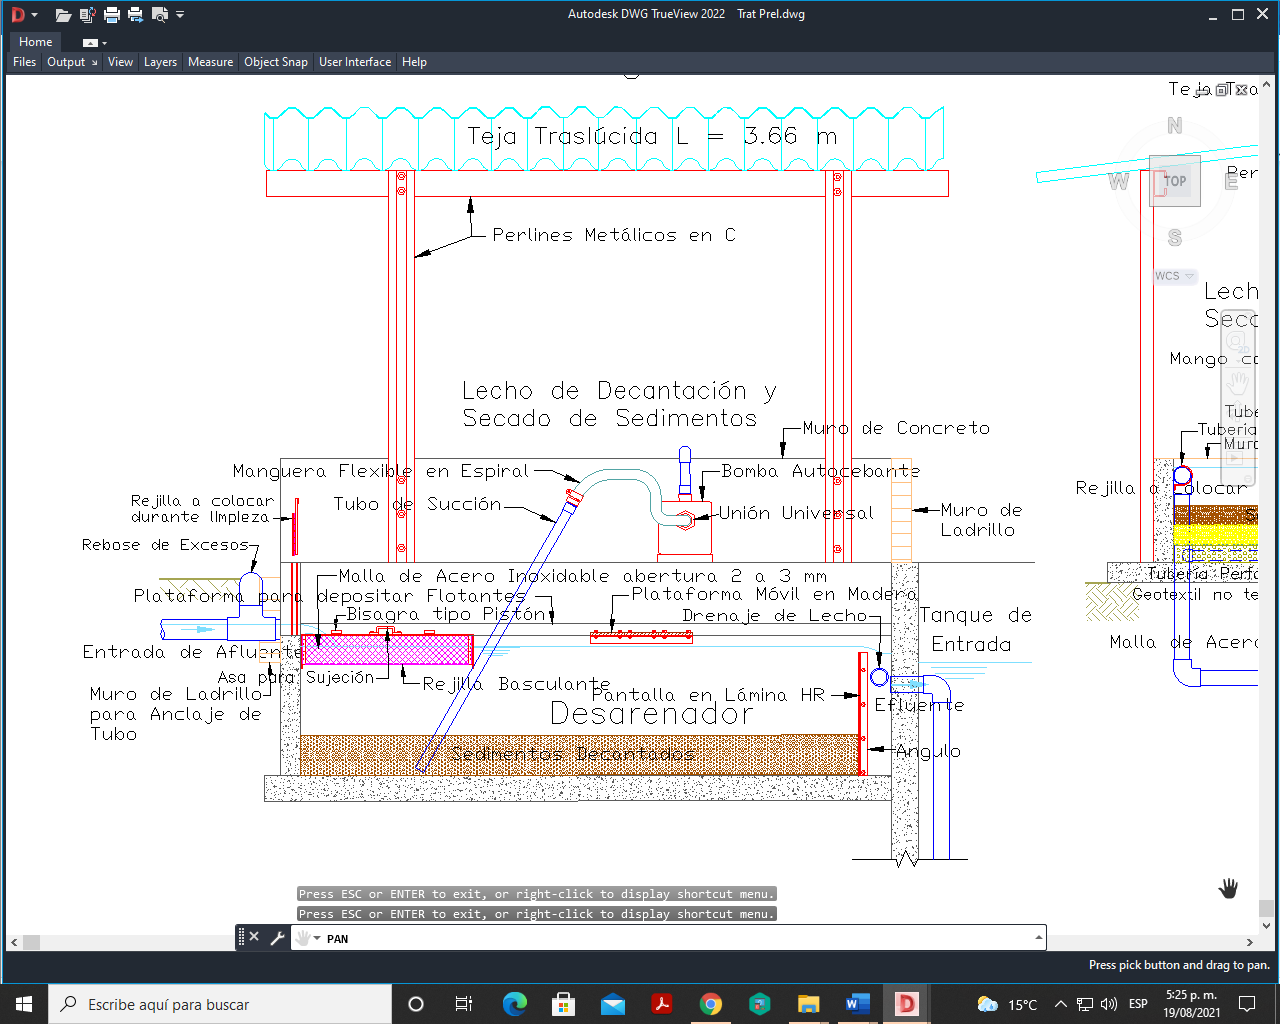 Autodesk DWG TrueView 2022 Trat Prel.dwg
Home
Files Output View Layers Measure Object Snap User Interface Help
Teja Traslúcida L = 3.66 m
Perlines Metálicos en C
Lecho de Decantación y
Secado de Sedimentos
Muro de Concreto
Manguera Flexible en Espiral
Bomba Autocebante
Rejilla a colocar
durante limpieza
Tubo de Succión
Unión Universal
Muro de
Ladrillo
Rebose de Excesos
Malla de Acero Inoxidable abertura 2 a 3 mm
Plataforma para depositar Flotantes
Plataforma Móvil en Madera
Bisagra tipo Pistón
Drenaje de Lecho
Tanque de
Entrada
Entrada de Afluente
Asa para Sujeción
Rejilla Basculante
Muro de Ladrillo
para Anclaje de
Tubo
Pantalla en Lámina HR
Efluente
Desarenador
Sedimentos Decantados
Angulo
N
W
TOP
E
S
WCS
2D
Lech
Seca
Mango
Tube
Tubería
Muro
Rejilla a colocar
Tubería Perfo
Geotextil no te
Malla de Acer
Press ESC or ENTER to exit, or right-click to display shortcut menu.
Press ESC or ENTER to exit, or right-click to display shortcut menu.
PAN
Press pick button and drag to pan.
Escribe aquí para buscar
15°C
ESP
5:25 p. m.
19/08/2021